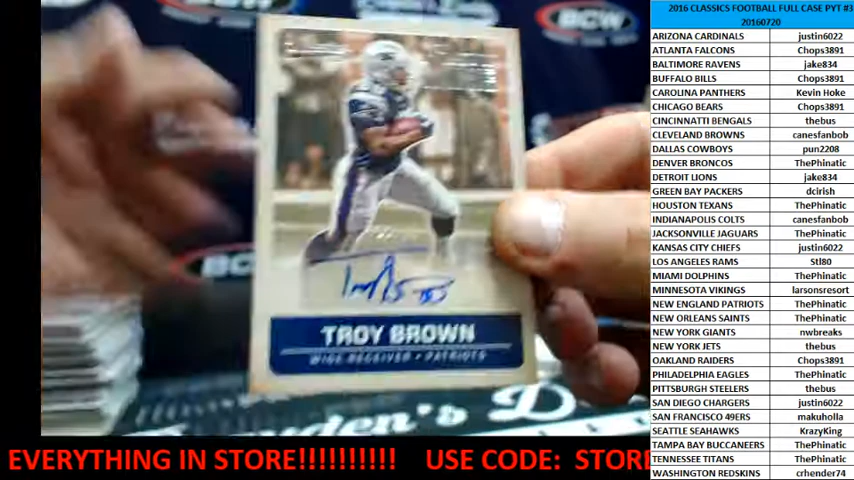 2016 CLASSICS FOOTBALL FULL CASE PYT #3
20160720
ARIZONA CARDINALS justin6022
ATLANTA FALCONS Chops3891
BALTIMORE RAVENS jake834
BUFFALO BILLS Chops3891
CAROLINA PANTHERS Kevin Hoke
CHICAGO BEARS Chops3891
CINCINNATI BENGALS thebus
CLEVELAND BROWNS canesfanbob
DALLAS COWBOYS pun2208
DENVER BRONCOS ThePhinatic
DETROIT LIONS jake834
GREEN BAY PACKERS dcirish
HOUSTON TEXANS ThePhinatic
INDIANAPOLIS COLTS canesfanbob
JACKSONVILLE JAGUARS ThePhinatic
KANSAS CITY CHIEFS justin6022
LOS ANGELES RAMS Stl80
MIAMI DOLPHINS ThePhinatic
MINNESOTA VIKINGS larsonsresort
NEW ENGLAND PATRIOTS ThePhinatic
NEW ORLEANS SAINTS ThePhinatic
NEW YORK GIANTS nwbreaks
NEW YORK JETS thebus
OAKLAND RAIDERS Chops3891
PHILADELPHIA EAGLES ThePhinatic
PITTSBURGH STEELERS thebus
SAN DIEGO CHARGERS justin6022
SAN FRANCISCO 49ERS makuholla
SEATTLE SEAHAWKS KrazyKing
TAMPA BAY BUCCANEERS ThePhinatic
TENNESSEE TITANS ThePhinatic
WASHINGTON REDSKINS crhender74
BCW
TROY BROWN
WIDE RECEIVER • PATRIOTS
EVERYTHING IN STORE!!!!!!!!!! USE CODE: STORE